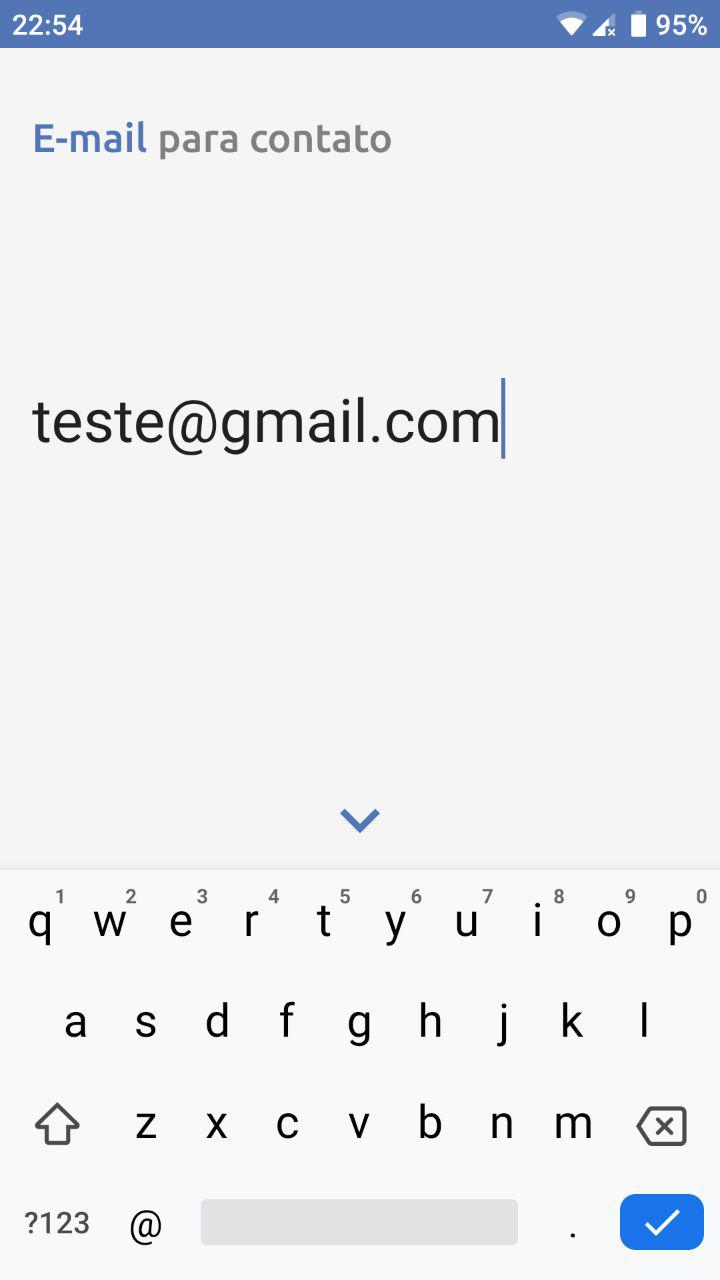 22:54 95%
E-mail para contato
teste@gmail.com
1 2 3 4 5 6 7 8 9 0
q w e r t y u i o p
a s d f g h j k l
z x c v b n m
?123 @ .